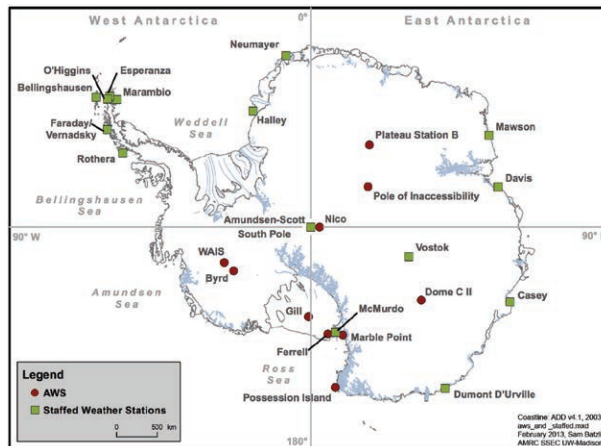 West Antarctica
0°
East Antarctica
Neumayer
O'Higgins
Esperanza
Bellingshausen
Marambio
Faraday/
Vernadsky
Weddell
Sea
Halley
Rothera
Plateau Station B
Mawson
Davis
Pole of Inaccessibility
Bellingshausen
Sea
Amundsen-Scott
South Pole
Nico
90° W
90°
WAIS
Byrd
Vostok
Amundsen
Sea
Dome C II
Casey
Gill
McMurdo
Marble Point
Ferrell
Ross
Sea
Possession Island
Dumont D'Urville
Legend
AWS
Staffed Weather Stations
0
500
km
180°
Coastline: ADD v4.1, 2003
aws_and_staffed.mxd
February 2013, Sam Batz
AMRC SSEC UW-Madiso